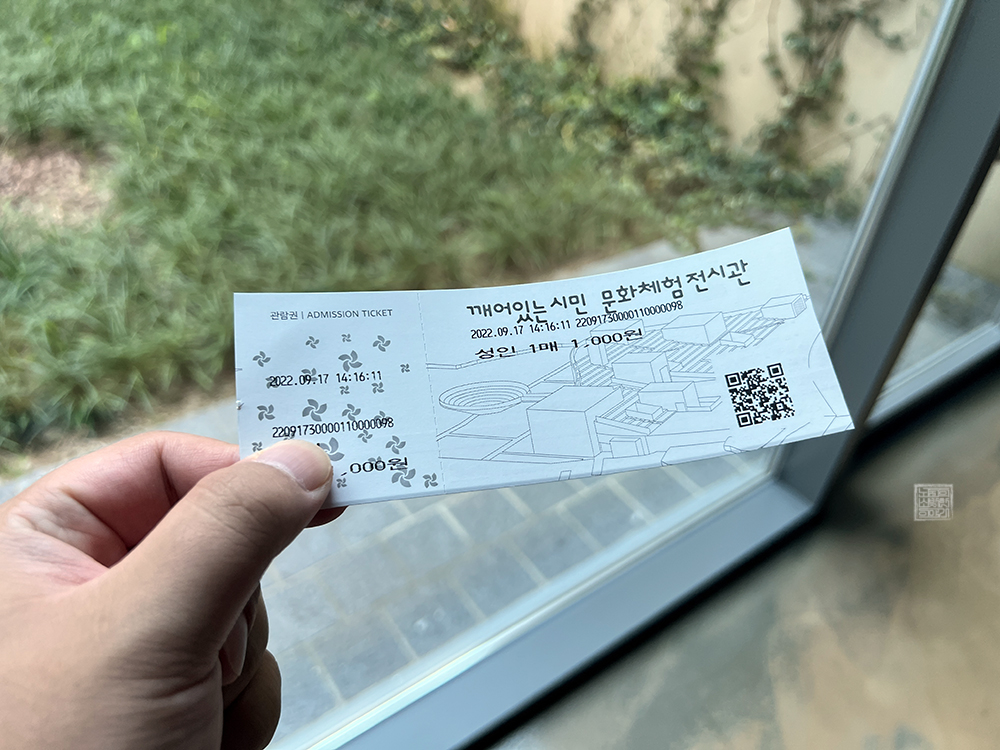 관람권 | ADMISSION TICKET
2022.09.17 14:16:11
22091730000110000098
,000원
깨어있는시민 문화체험전시관
2022.09.17 14:16:11 22091730000110000098
성인 1매 1,000원